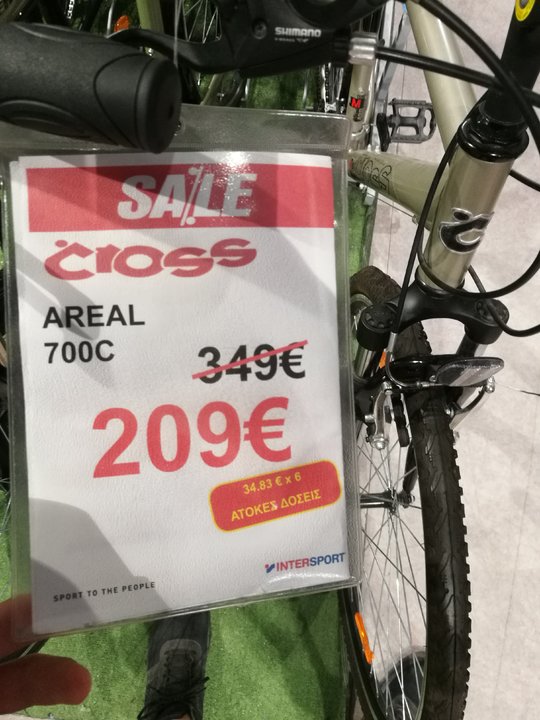 SHIMANO
SALE
cross
AREAL
700C
349€
209€
34.83 € x 6
ΑΤΟΚΕΣ ΔΟΣΕΙΣ
INTERSPORT
SPORT TO THE PEOPLE